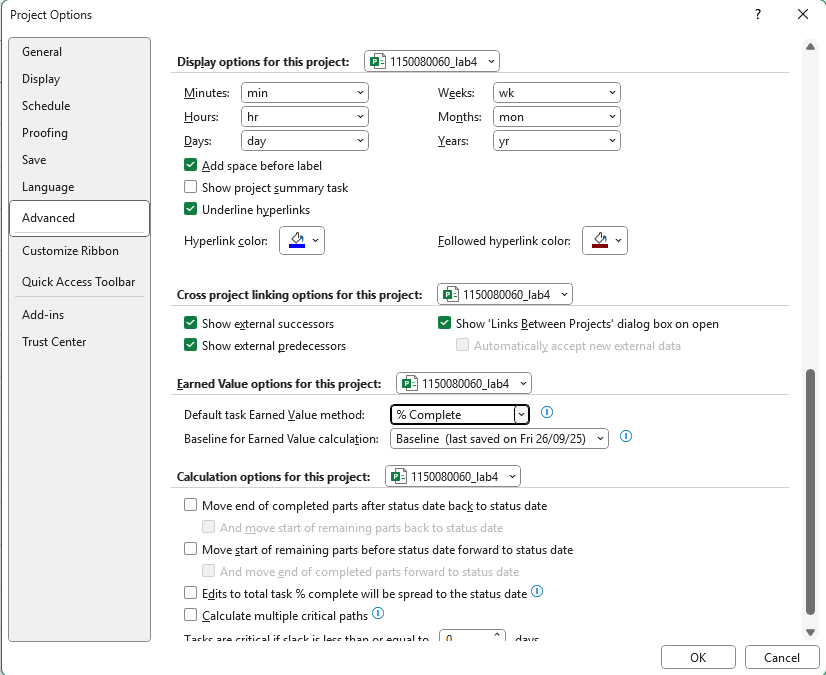 Project Options ? ×
General
Display
Schedule
Proofing
Save
Language
Advanced
Customize Ribbon
Quick Access Toolbar
Add-ins
Trust Center
Display options for this project: 1150080060_lab4
Minutes: min Weeks: wk
Hours: hr Months: mon
Days: day Years: yr
Add space before label
Show project summary task
Underline hyperlinks
Hyperlink color: Followed hyperlink color:
Cross project linking options for this project: 1150080060_lab4
Show external successors Show 'Links Between Projects' dialog box on open
Show external predecessors Automatically accept new external data
Earned Value options for this project: 1150080060_lab4
Default task Earned Value method: % Complete
Baseline for Earned Value calculation: Baseline (last saved on Fri 26/09/25)
Calculation options for this project: 1150080060_lab4
Move end of completed parts after status date back to status date
And move start of remaining parts back to status date
Move start of remaining parts before status date forward to status date
And move end of completed parts forward to status date
Edits to total task % complete will be spread to the status date
Calculate multiple critical paths
Tasks are critical if slack is less than or equal to 0 days
OK Cancel